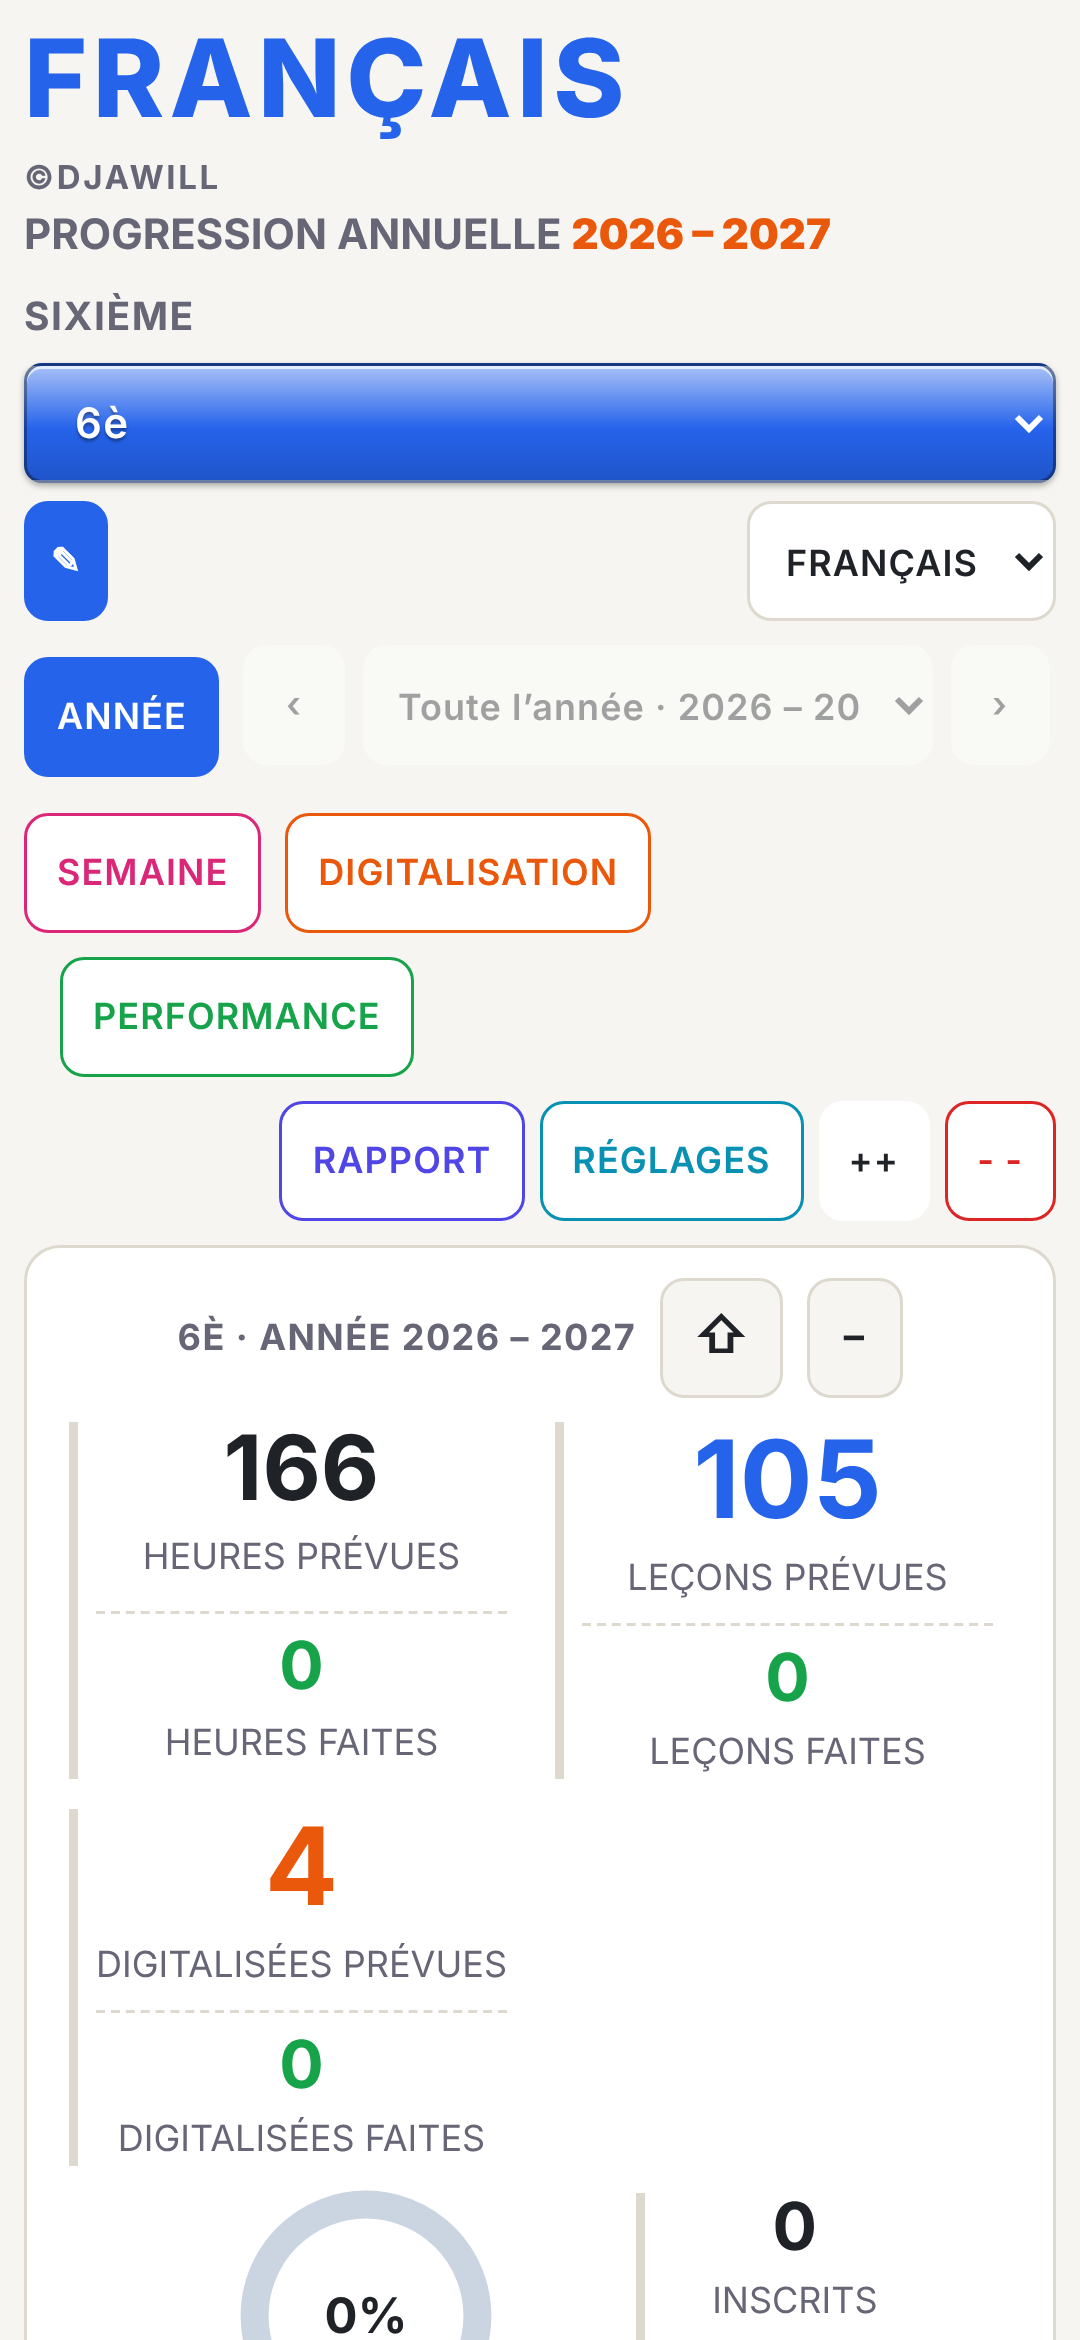 FRANÇAIS
©DJAWILL
PROGRESSION ANNUELLE 2026 – 2027
SIXIÈME
6è
✎
FRANÇAIS
ANNÉE
‹ Toute l’année · 2026 – 20 ›
SEMAINE DIGITALISATION
PERFORMANCE
RAPPORT RÉGLAGES ++ - -
6È · ANNÉE 2026 – 2027 ⇧ –
166
HEURES PRÉVUES
0
HEURES FAITES
105
LEÇONS PRÉVUES
0
LEÇONS FAITES
4
DIGITALISÉES PRÉVUES
0
DIGITALISÉES FAITES
0%
0
INSCRITS